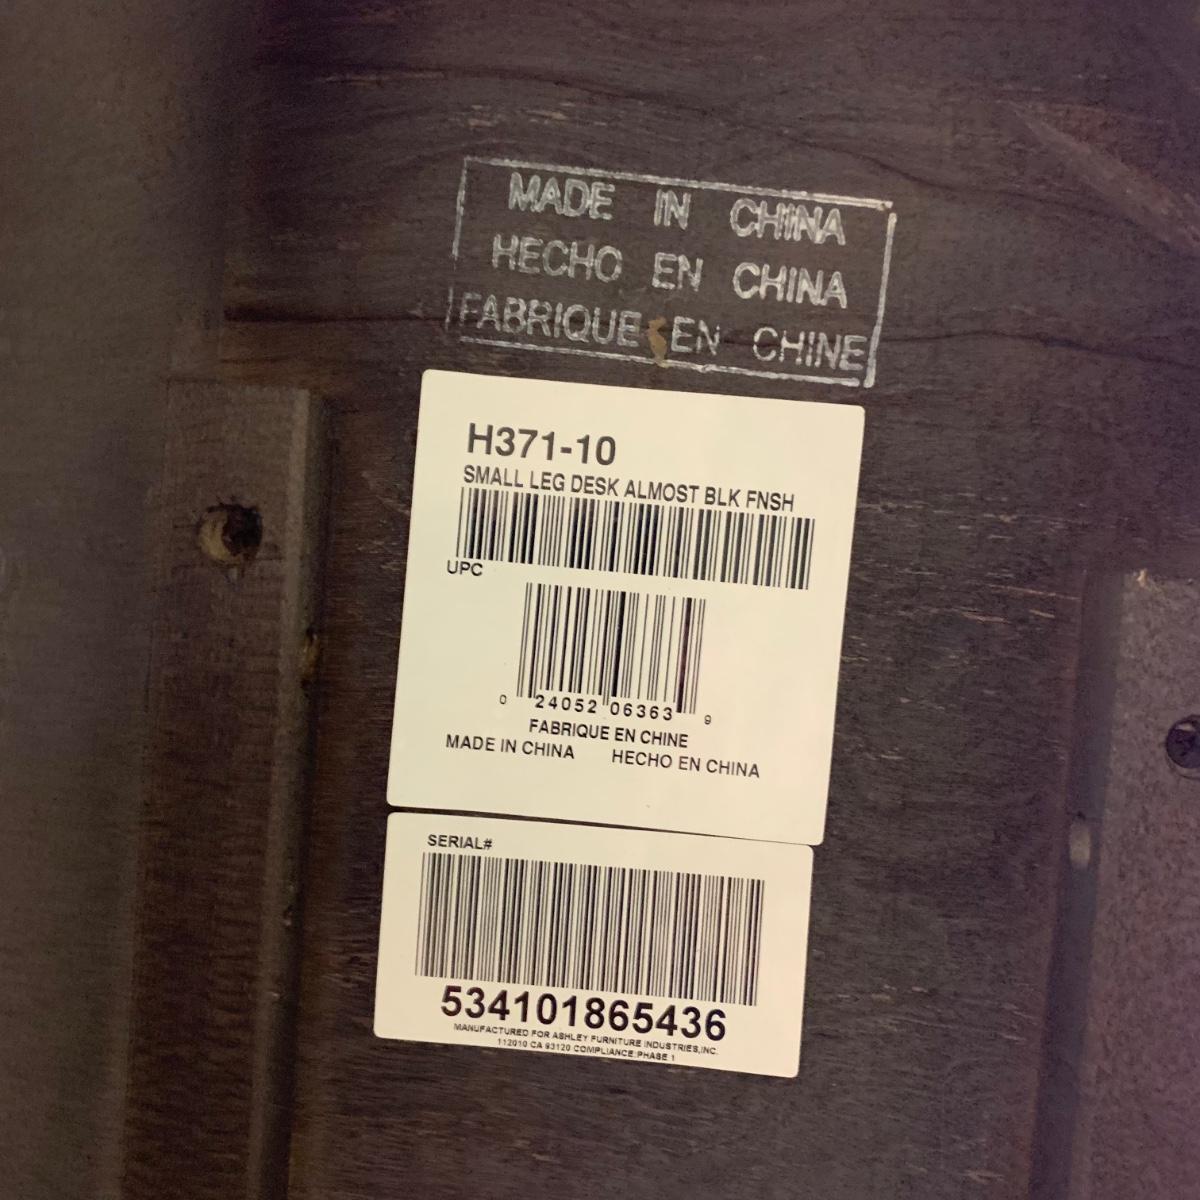 MADE IN CHINA
HECHO EN CHINA
FABRIQUE EN CHINE
H371-10
SMALL LEG DESK ALMOST BLK FNSH
UPC
0 24052 06363 9
FABRIQUE EN CHINE
MADE IN CHINA HECHO EN CHINA
SERIAL#
534101865436
MANUFACTURED FOR ASHLEY FURNITURE INDUSTRIES,INC.
112010 CA 93120 COMPLIANCE:PHASE 1